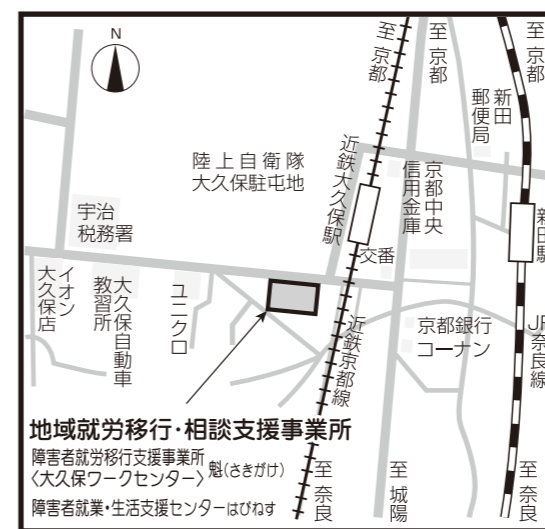 N
至 京都
至 京都
至 京都
新田
郵便局
陸上自衛隊
大久保駐屯地
近鉄大久保駅
京都中央
信用金庫
宇治
税務署
新田駅
交番
イオン
大久保店
大久保自動車
教習所
ユニクロ
近鉄京都線
京都銀行
コーナン
JR奈良線
地域就労移行・相談支援事業所
障害者就労移行支援事業所
〈大久保ワークセンター〉魁(さきがけ)
障害者就業・生活支援センターはぴねす
至 奈良
至 城陽
至 奈良